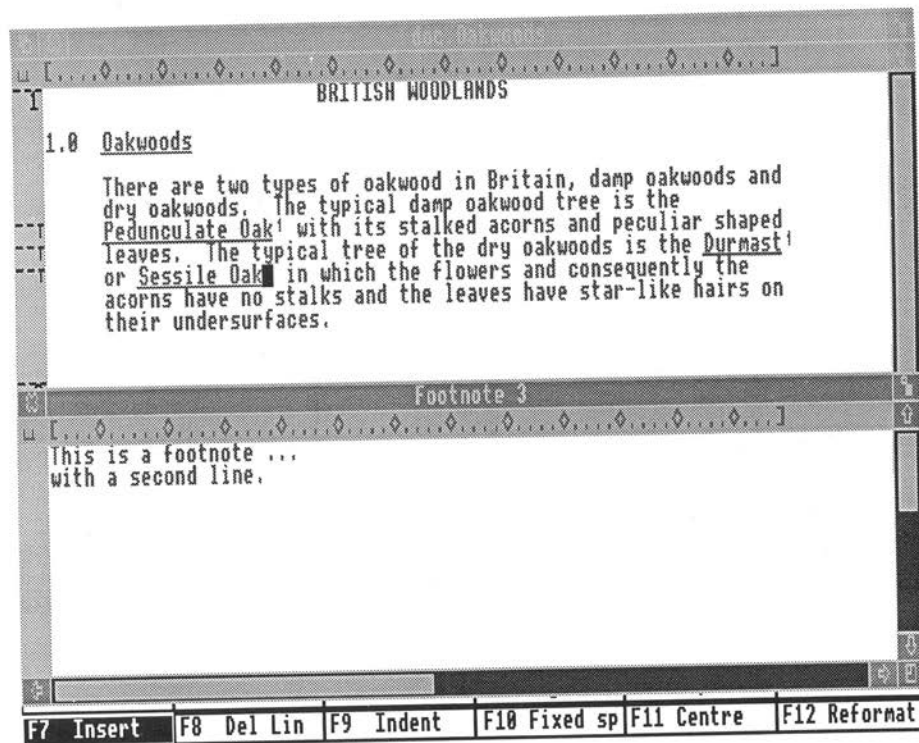 doc Oakwoods
BRITISH WOODLANDS
1.0 Oakwoods
There are two types of oakwood in Britain, damp oakwoods and
dry oakwoods. The typical damp oakwood tree is the
Pedunculate Oak¹ with its stalked acorns and peculiar shaped
leaves. The typical tree of the dry oakwoods is the Durmast¹
or Sessile Oak in which the flowers and consequently the
acorns have no stalks and the leaves have star-like hairs on
their undersurfaces.
Footnote 3
This is a footnote ...
with a second line.
F7 Insert F8 Del Lin F9 Indent F10 Fixed sp F11 Centre F12 Reformat